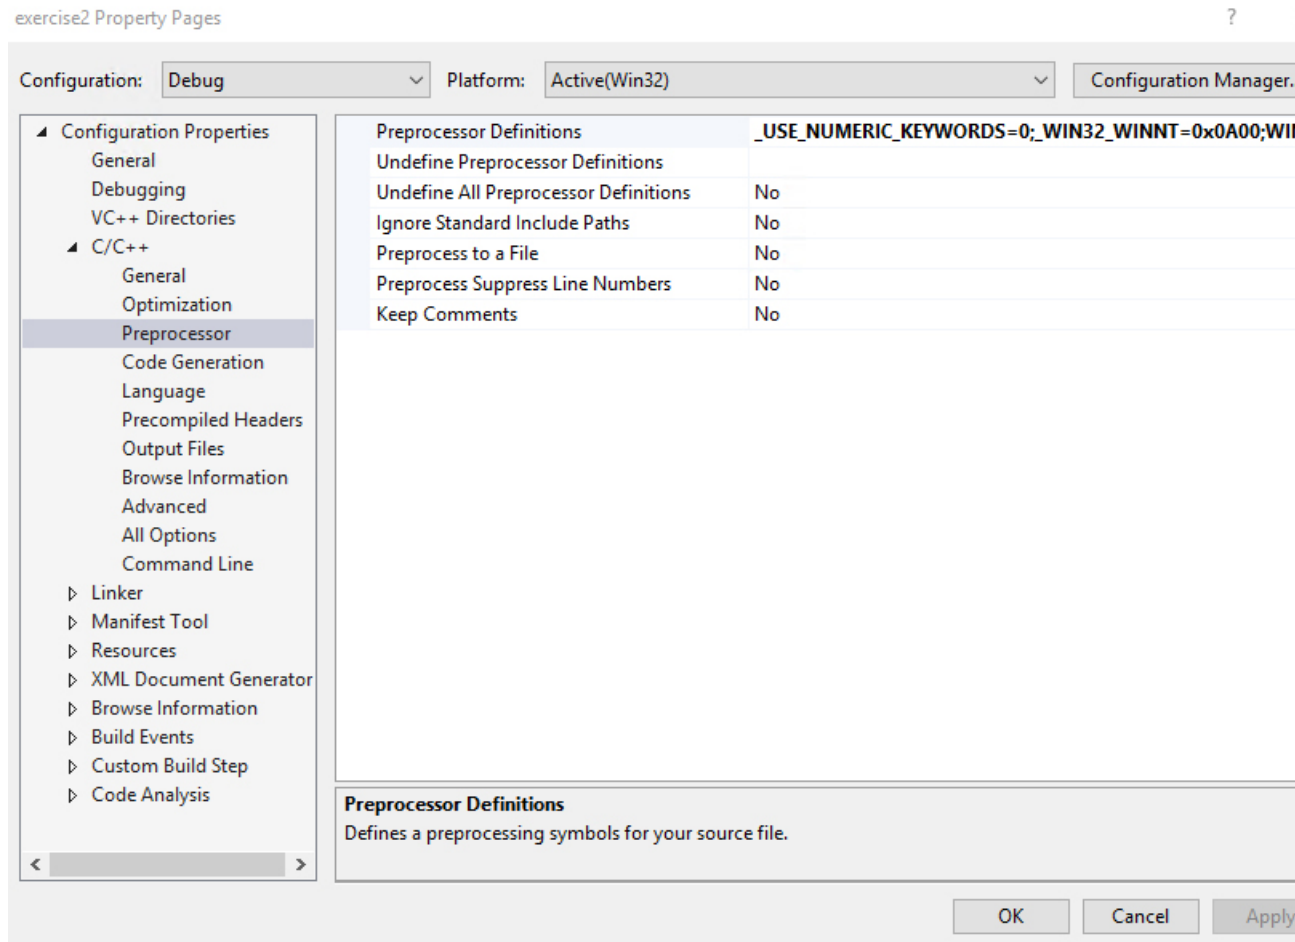 exercise2 Property Pages ?
Configuration: Debug Platform: Active(Win32) Configuration Manager..
Configuration Properties
General
Debugging
VC++ Directories
C/C++
General
Optimization
Preprocessor
Code Generation
Language
Precompiled Headers
Output Files
Browse Information
Advanced
All Options
Command Line
Linker
Manifest Tool
Resources
XML Document Generator
Browse Information
Build Events
Custom Build Step
Code Analysis
Preprocessor Definitions _USE_NUMERIC_KEYWORDS=0;_WIN32_WINNT=0x0A00;WI
Undefine Preprocessor Definitions
Undefine All Preprocessor Definitions No
Ignore Standard Include Paths No
Preprocess to a File No
Preprocess Suppress Line Numbers No
Keep Comments No
Preprocessor Definitions
Defines a preprocessing symbols for your source file.
OK Cancel Apply